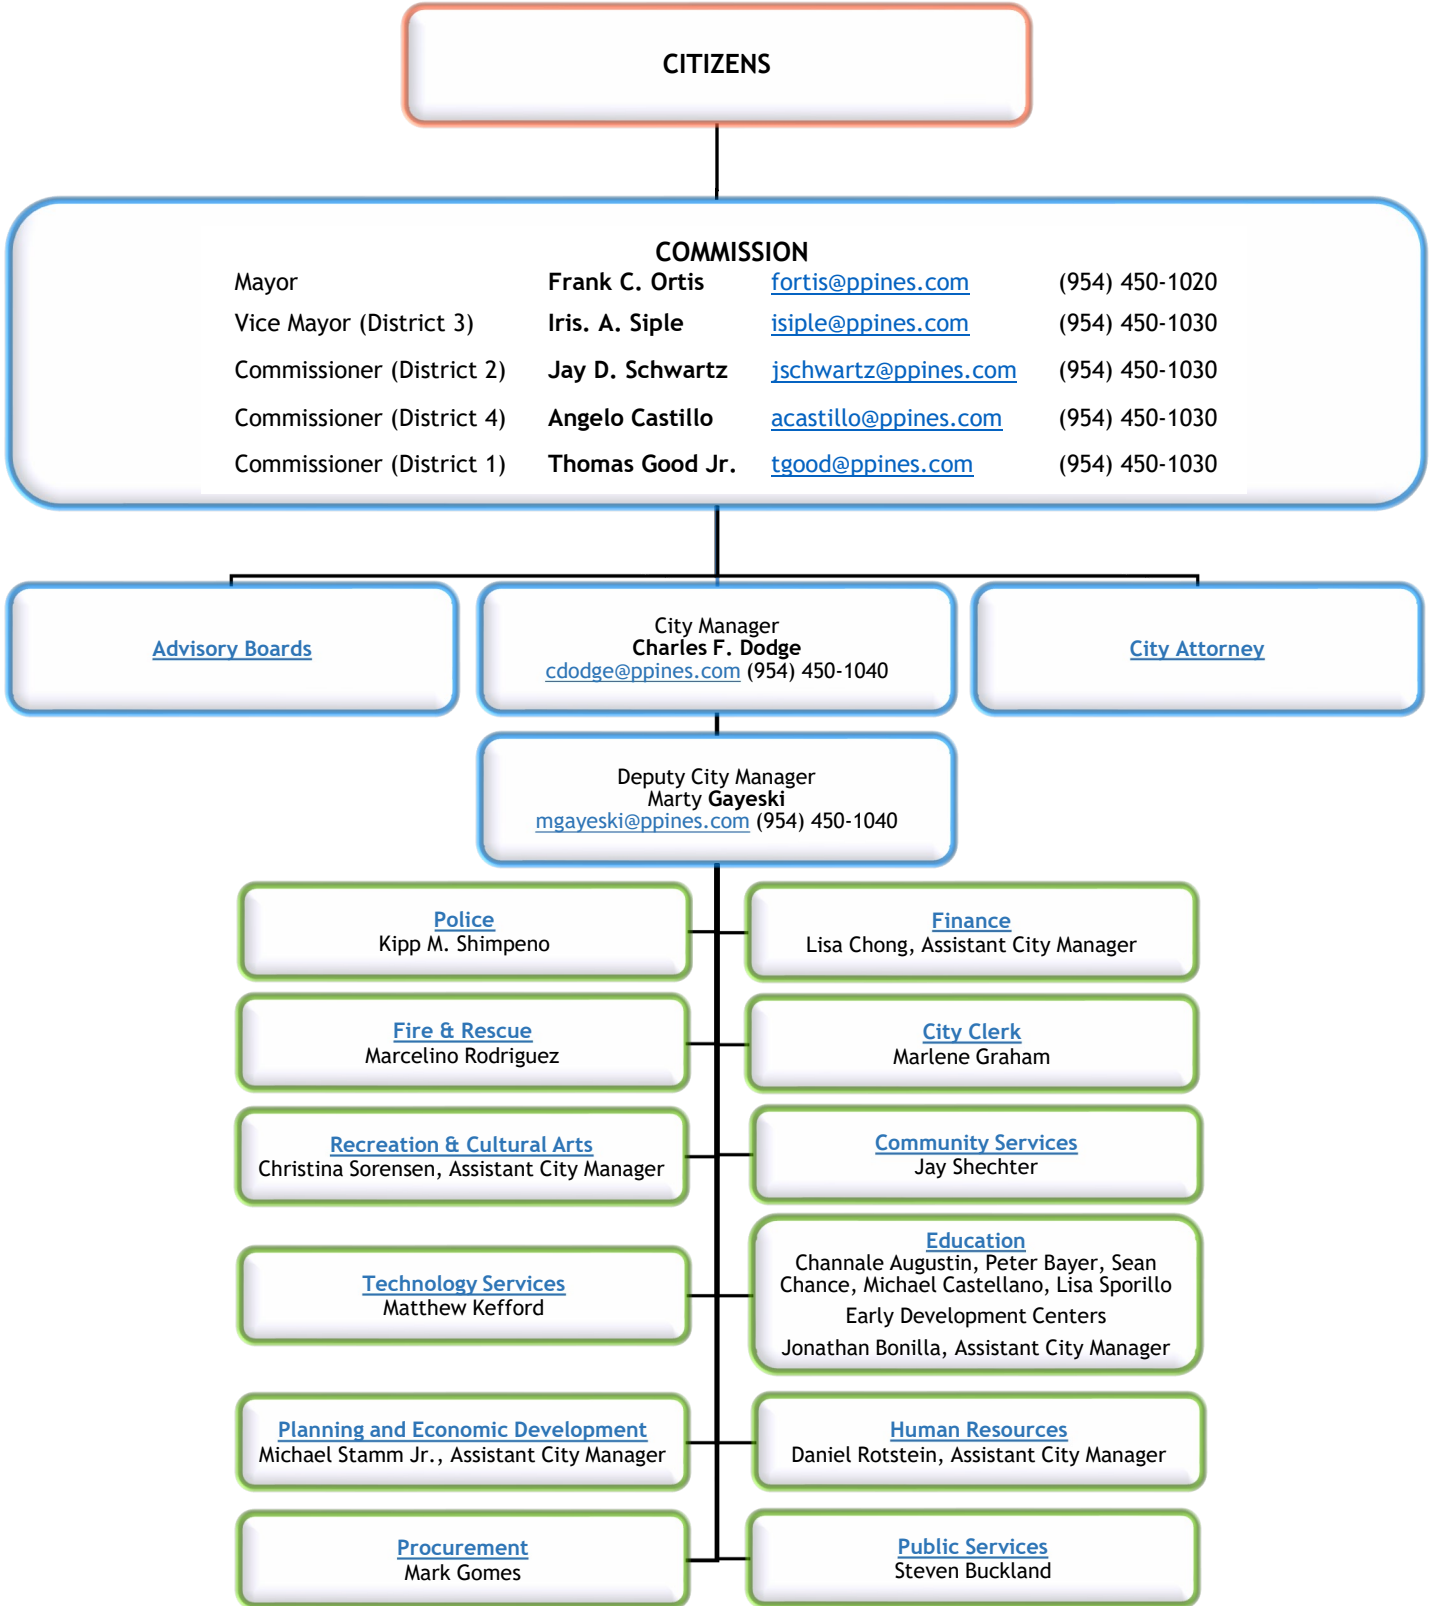 CITIZENS
COMMISSION
Mayor Frank C. Ortis fortis@ppines.com (954) 450-1020
Vice Mayor (District 3) Iris. A. Siple isiple@ppines.com (954) 450-1030
Commissioner (District 2) Jay D. Schwartz jschwartz@ppines.com (954) 450-1030
Commissioner (District 4) Angelo Castillo acastillo@ppines.com (954) 450-1030
Commissioner (District 1) Thomas Good Jr. tgood@ppines.com (954) 450-1030
Advisory Boards
City Manager
Charles F. Dodge
cdodge@ppines.com (954) 450-1040
City Attorney
Deputy City Manager
Marty Gayeski
mgayeski@ppines.com (954) 450-1040
Police
Kipp M. Shimpeno
Finance
Lisa Chong, Assistant City Manager
Fire & Rescue
Marcelino Rodriguez
City Clerk
Marlene Graham
Recreation & Cultural Arts
Christina Sorensen, Assistant City Manager
Community Services
Jay Shechter
Technology Services
Matthew Kefford
Education
Channale Augustin, Peter Bayer, Sean
Chance, Michael Castellano, Lisa Sporillo
Early Development Centers
Jonathan Bonilla, Assistant City Manager
Planning and Economic Development
Michael Stamm Jr., Assistant City Manager
Human Resources
Daniel Rotstein, Assistant City Manager
Procurement
Mark Gomes
Public Services
Steven Buckland